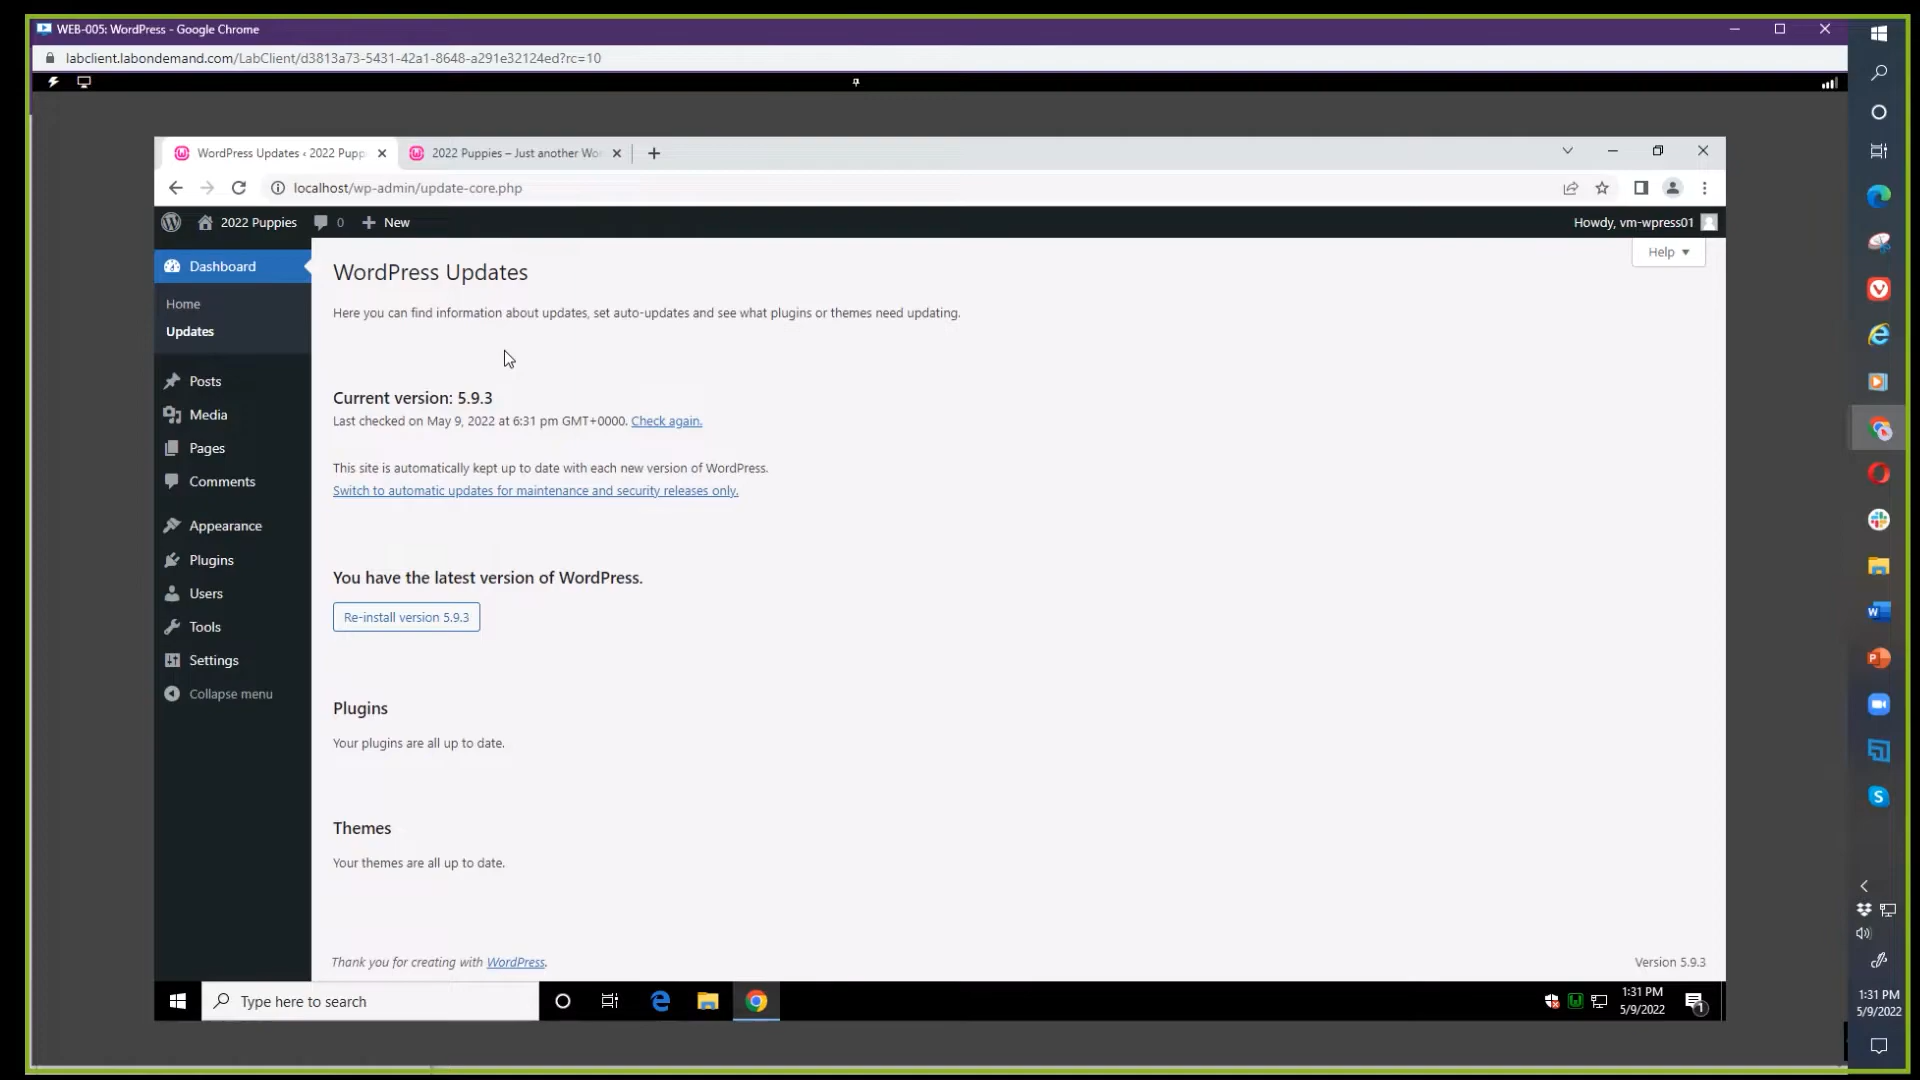 WEB-005: WordPress - Google Chrome
labclient.labondemand.com/LabClient/d3813a73-5431-42a1-8648-a291e32124ed?rc=10
WordPress Updates ‹ 2022 Pupp
2022 Puppies – Just another Wo
localhost/wp-admin/update-core.php
2022 Puppies
0
New
Howdy, vm-wpress01
Help
Dashboard
Home
Updates
Posts
Media
Pages
Comments
Appearance
Plugins
Users
Tools
Settings
Collapse menu
WordPress Updates
Here you can find information about updates, set auto-updates and see what plugins or themes need updating.
Current version: 5.9.3
Last checked on May 9, 2022 at 6:31 pm GMT+0000. Check again.
This site is automatically kept up to date with each new version of WordPress.
Switch to automatic updates for maintenance and security releases only.
You have the latest version of WordPress.
Re-install version 5.9.3
Plugins
Your plugins are all up to date.
Themes
Your themes are all up to date.
Thank you for creating with WordPress.
Version 5.9.3
Type here to search
1:31 PM
5/9/2022
1
1:31 PM
5/9/2022